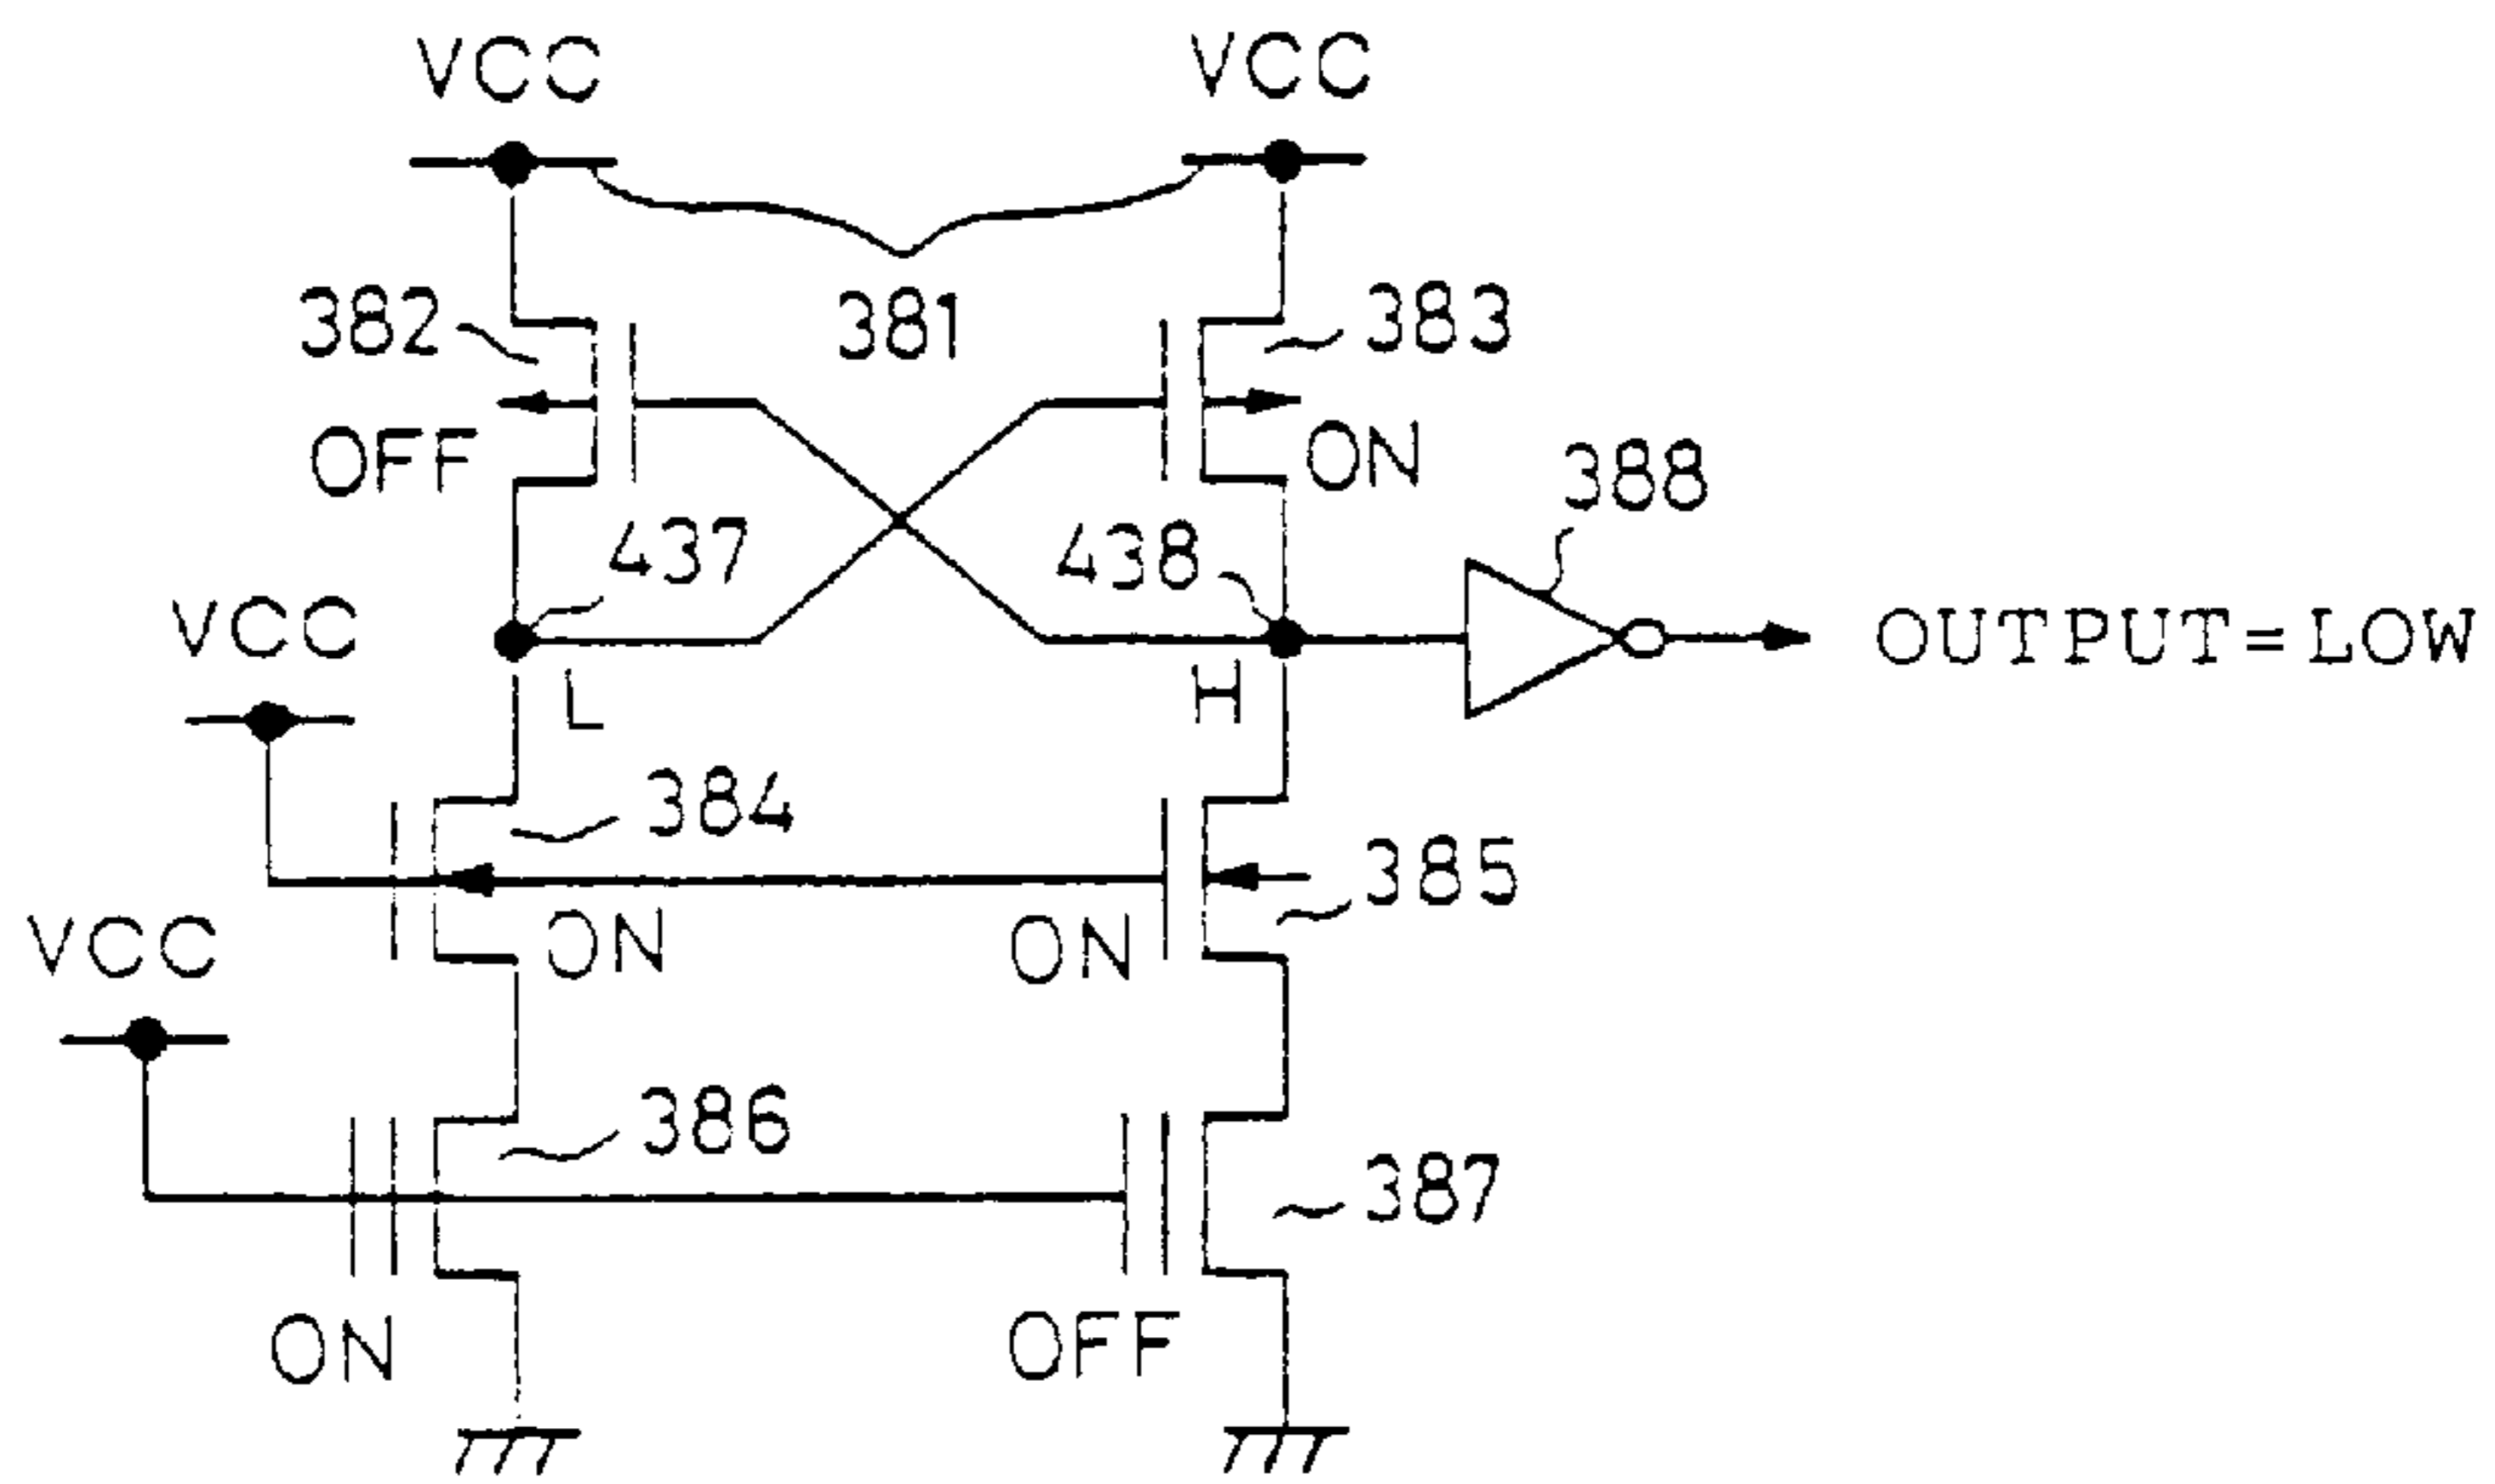 VCC
VCC
382
381
383
OFF
ON
388
437
438
VCC
OUTPUT=LOW
L
H
384
385
VCC
ON
ON
386
387
ON
OFF